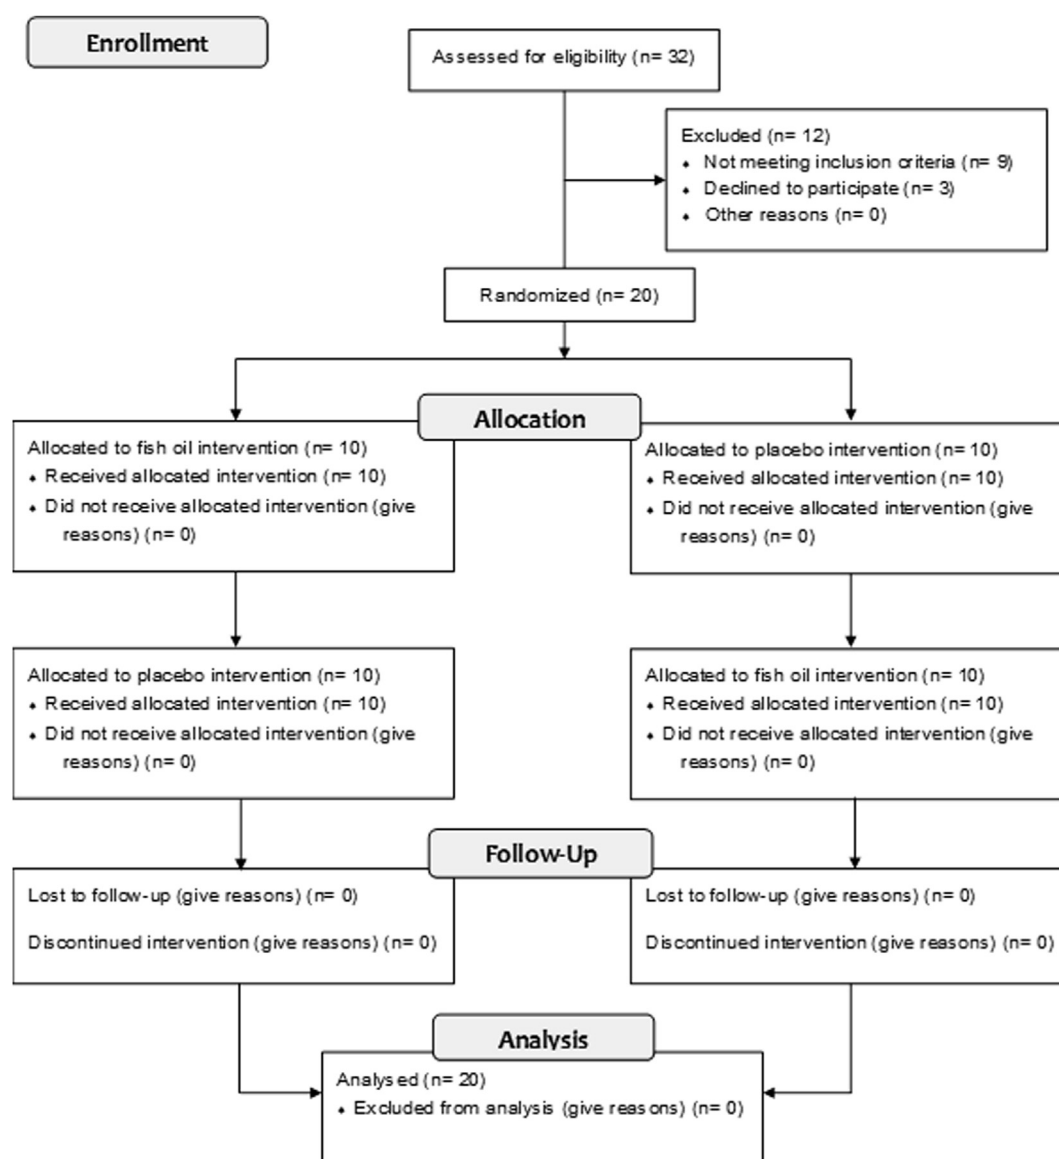 Enrollment
Assessed for eligibility (n= 32)
Excluded (n= 12)
⬧ Not meeting inclusion criteria (n= 9)
⬧ Declined to participate (n= 3)
⬧ Other reasons (n= 0)
Randomized (n= 20)
Allocation
Allocated to fish oil intervention (n= 10)
⬧ Received allocated intervention (n= 10)
⬧ Did not receive allocated intervention (give
reasons) (n= 0)
Allocated to placebo intervention (n= 10)
⬧ Received allocated intervention (n= 10)
⬧ Did not receive allocated intervention (give
reasons) (n= 0)
Allocated to placebo intervention (n= 10)
⬧ Received allocated intervention (n= 10)
⬧ Did not receive allocated intervention (give
reasons) (n= 0)
Allocated to fish oil intervention (n= 10)
⬧ Received allocated intervention (n= 10)
⬧ Did not receive allocated intervention (give
reasons) (n= 0)
Follow-Up
Lost to follow-up (give reasons) (n= 0)
Discontinued intervention (give reasons) (n= 0)
Lost to follow-up (give reasons) (n= 0)
Discontinued intervention (give reasons) (n= 0)
Analysis
Analysed (n= 20)
⬧ Excluded from analysis (give reasons) (n= 0)